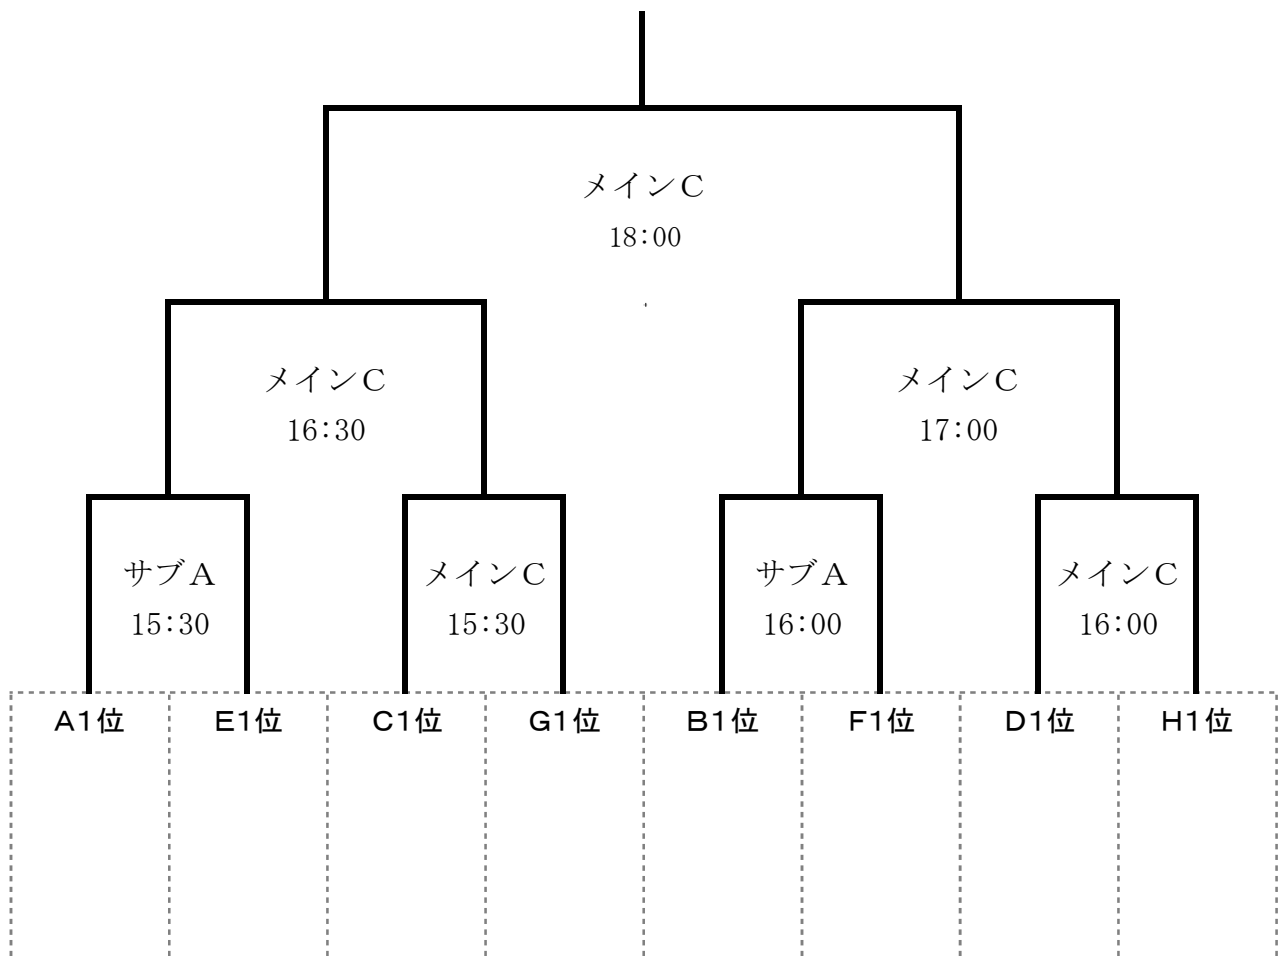 メインＣ
18：00
メインＣ
16：30
メインＣ
17：00
サブＡ
15：30
メインＣ
15：30
サブＡ
16：00
メインＣ
16：00
A1位
E1位
C1位
G1位
B1位
F1位
D1位
H1位